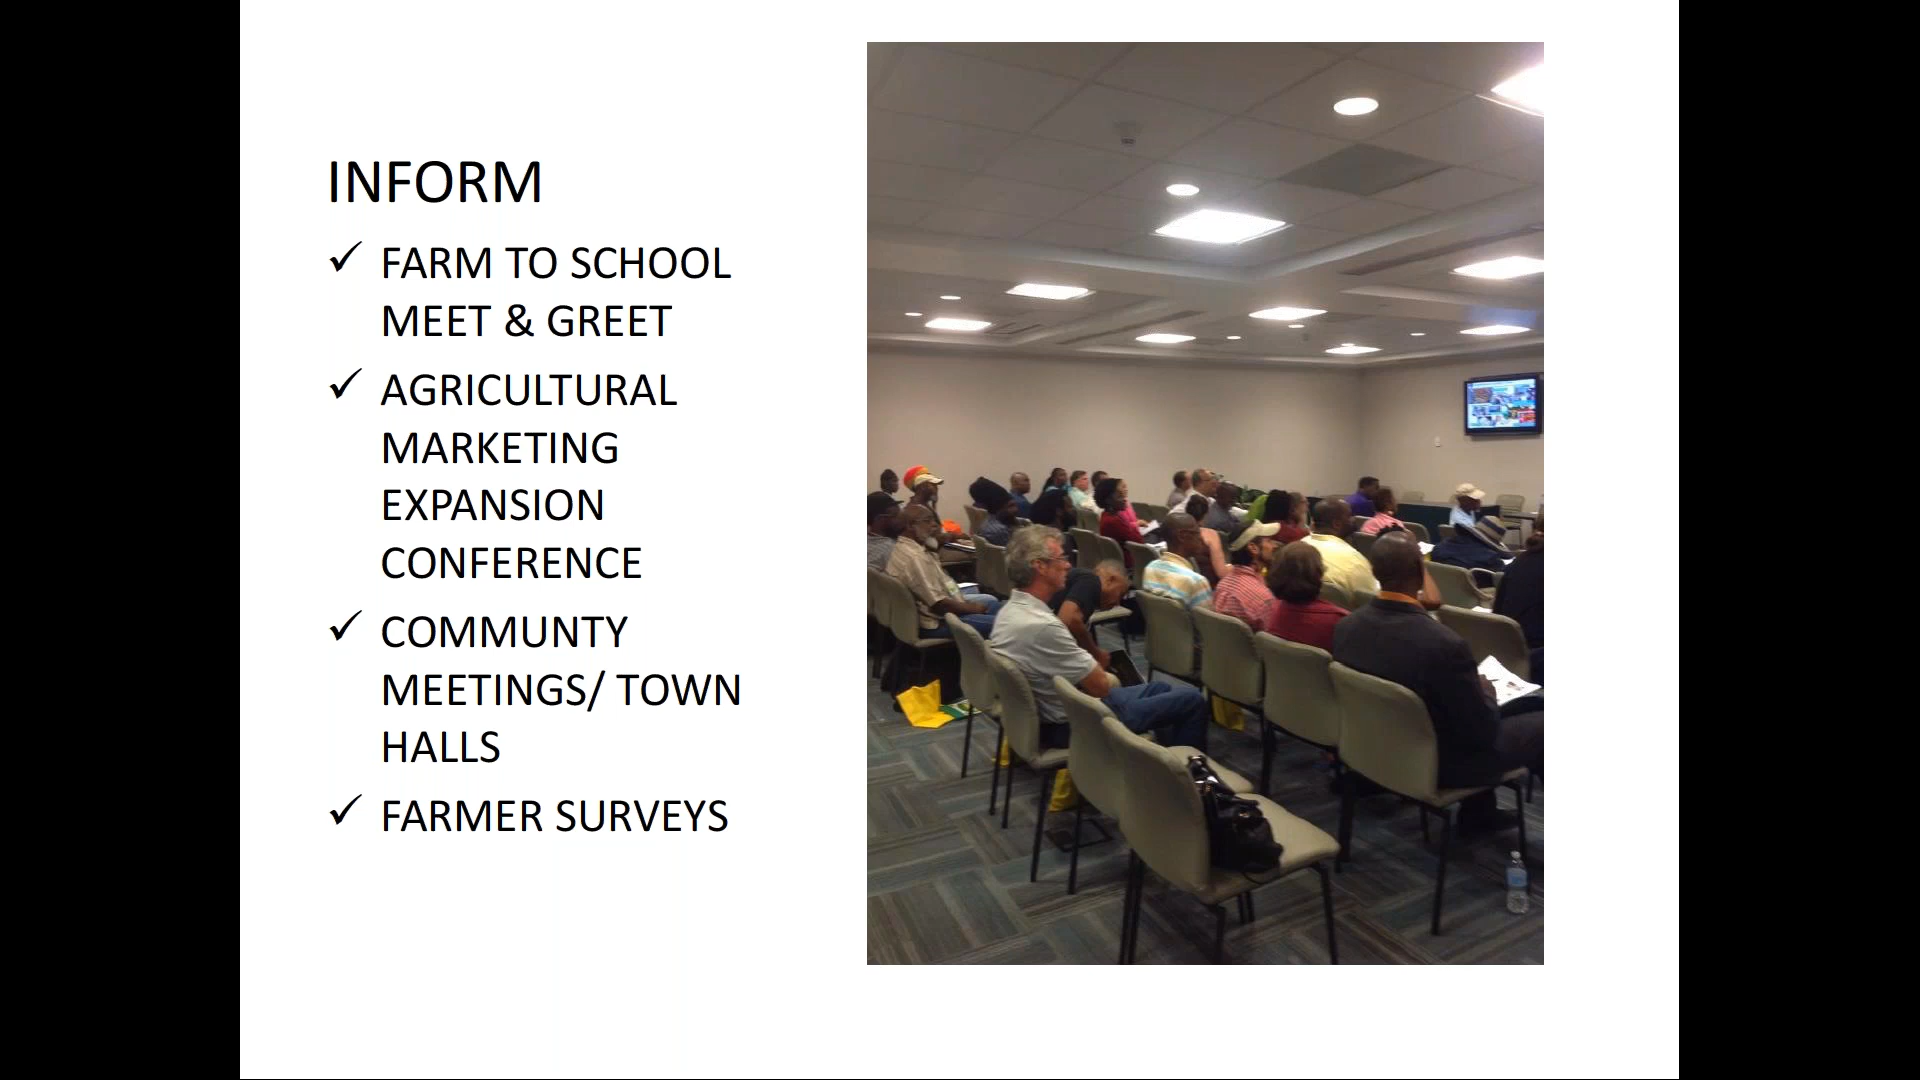 INFORM
✓ FARM TO SCHOOL
MEET & GREET
✓ AGRICULTURAL
MARKETING
EXPANSION
CONFERENCE
✓ COMMUNTY
MEETINGS/ TOWN
HALLS
✓ FARMER SURVEYS